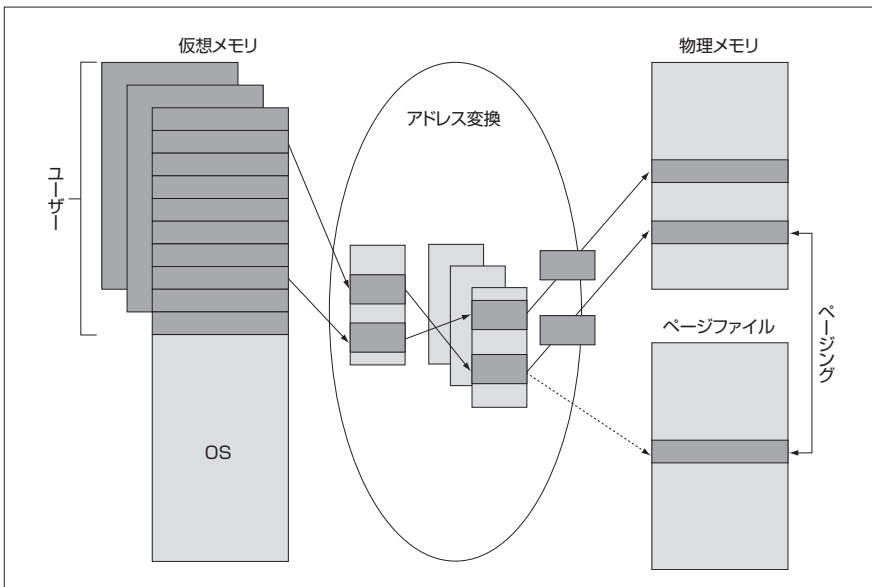 仮想メモリ
物理メモリ
アドレス変換
ユーザー
ページファイル
ページング
OS